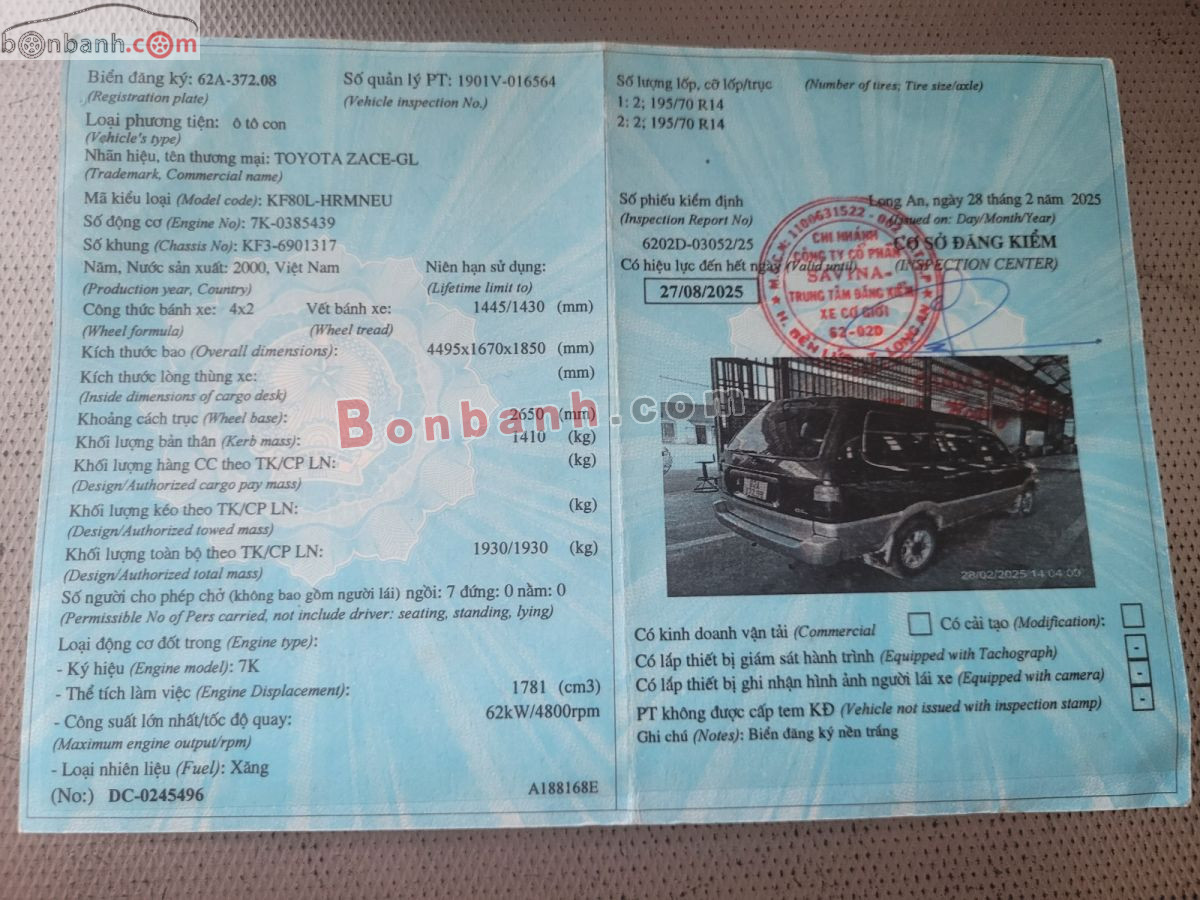 bonbanh.com
Biển đăng ký: 62A-372.08 Số quản lý PT: 1901V-016564
(Registration plate) (Vehicle inspection No.)
Loại phương tiện: ô tô con
(Vehicle's type)
Nhãn hiệu, tên thương mại: TOYOTA ZACE-GL
(Trademark, Commercial name)
Mã kiểu loại (Model code): KF80L-HRMNEU
Số động cơ (Engine No): 7K-0385439
Số khung (Chassis No): KF3-6901317
Năm, Nước sản xuất: 2000, Việt Nam Niên hạn sử dụng:
(Production year, Country) (Lifetime limit to)
Công thức bánh xe: 4x2 Vết bánh xe: 1445/1430 (mm)
(Wheel formula) (Wheel tread)
Kích thước bao (Overall dimensions): 4495x1670x1850 (mm)
Kích thước lòng thùng xe: (mm)
(Inside dimensions of cargo desk)
Khoảng cách trục (Wheel base): 2650 (mm)
Khối lượng bản thân (Kerb mass): 1410 (kg)
Khối lượng hàng CC theo TK/CP LN: (kg)
(Design/Authorized cargo pay mass)
Khối lượng kéo theo TK/CP LN: (kg)
(Design/Authorized towed mass)
Khối lượng toàn bộ theo TK/CP LN: 1930/1930 (kg)
(Design/Authorized total mass)
Số người cho phép chở (không bao gồm người lái) ngồi: 7 đứng: 0 nằm: 0
(Permissible No of Pers carried, not include driver: seating, standing, lying)
Loại động cơ đốt trong (Engine type):
- Ký hiệu (Engine model): 7K
- Thể tích làm việc (Engine Displacement): 1781 (cm3)
- Công suất lớn nhất/tốc độ quay: 62kW/4800rpm
(Maximum engine output/rpm)
- Loại nhiên liệu (Fuel): Xăng
(No:) DC-0245496 A188168E
Bonbanh.com
Số lượng lốp, cỡ lốp/trục (Number of tires; Tire size/axle)
1: 2; 195/70 R14
2: 2; 195/70 R14
Số phiếu kiểm định Long An, ngày 28 tháng 2 năm 2025
(Inspection Report No) (Issued on: Day/Month/Year)
6202D-03052/25 CƠ SỞ ĐĂNG KIỂM
Có hiệu lực đến hết ngày (Valid until) (INSPECTION CENTER)
27/08/2025
M.S.C.N: 1100631522 - 002
CHI NHÁNH
CÔNG TY CỔ PHẦN
SAVINA-
TRUNG TÂM ĐĂNG KIỂM
XE CƠ GIỚI
62-02D
H. BẾN LỨC - T. LONG AN
28/02/2025 14:04:00
Có kinh doanh vận tải (Commercial Có cải tạo (Modification):
Có lắp thiết bị giám sát hành trình (Equipped with Tachograph) -
Có lắp thiết bị ghi nhận hình ảnh người lái xe (Equipped with camera) -
PT không được cấp tem KĐ (Vehicle not issued with inspection stamp) -
Ghi chú (Notes): Biển đăng ký nền trắng